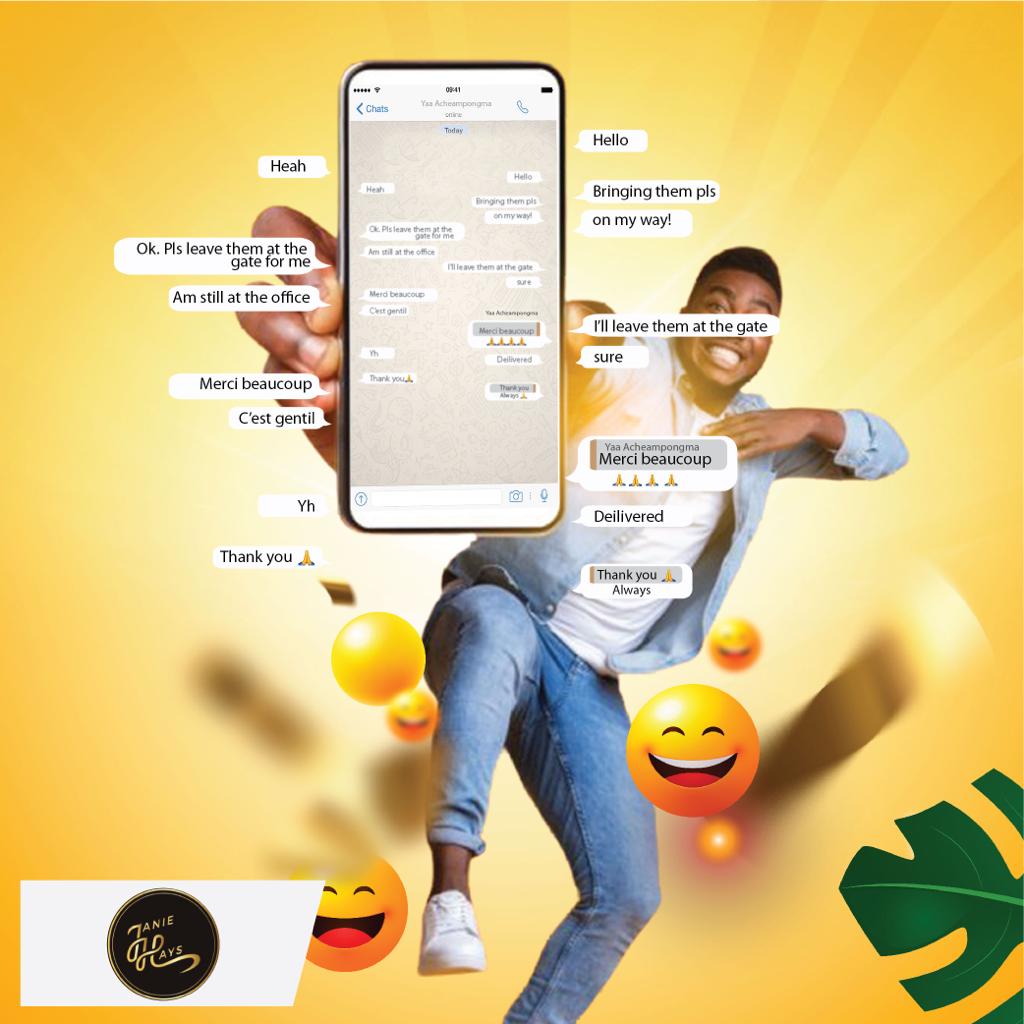 09:41
Chats
Yaa Acheampongma
online
Today
Hello
Heah
Bringing them pls
on my way!
Ok. Pls leave them at the
gate for me
Am still at the office
I'll leave them at the gate
sure
Merci beaucoup
C'est gentil
Yaa Acheampongma
Merci beaucoup
🙏🙏🙏🙏
Yh
Deilivered
Thank you🙏
Thank you
Always 🙏
Heah
Ok. Pls leave them at the
gate for me
Am still at the office
Merci beaucoup
C'est gentil
Yh
Thank you 🙏
Hello
Bringing them pls
on my way!
I'll leave them at the gate
sure
Yaa Acheampongma
Merci beaucoup
🙏🙏🙏🙏
Deilivered
Thank you 🙏
Always
JANIE
HAYS